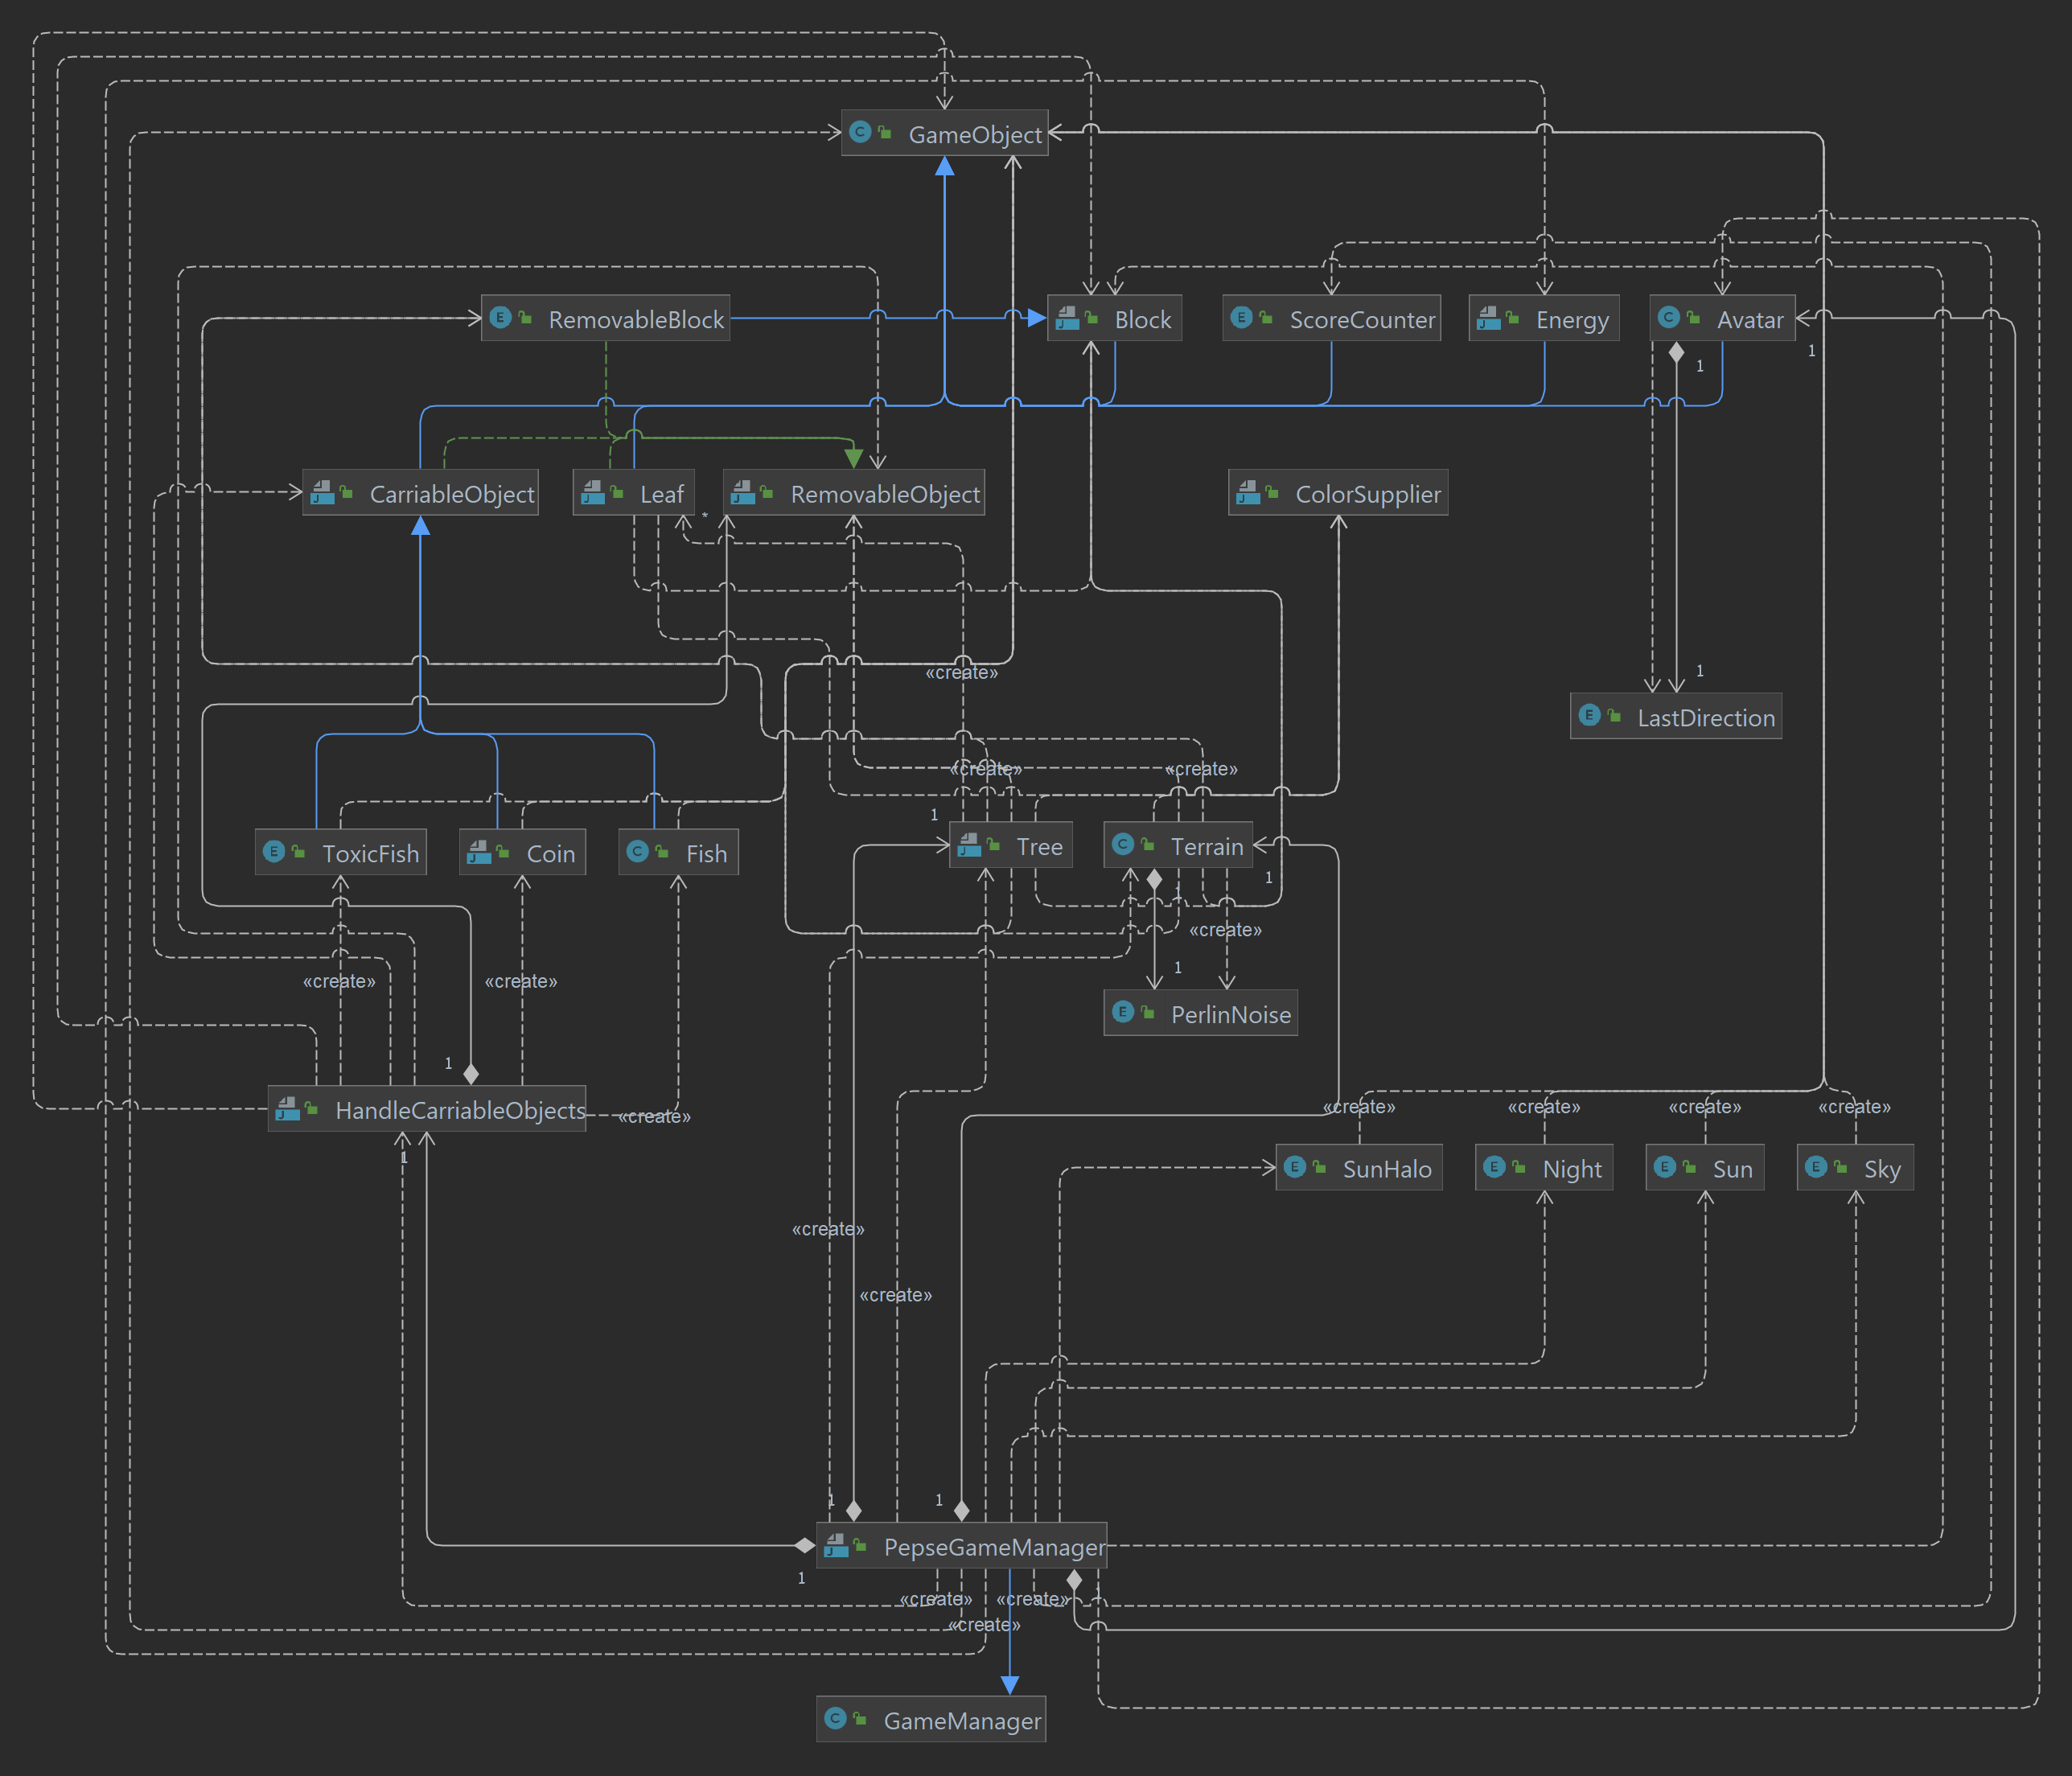 GameObject
RemovableBlock
Block
ScoreCounter
Energy
Avatar
1
1
CarriableObject
Leaf
RemovableObject
ColorSupplier
*
«create»
1
LastDirection
«create»
«create»
1
ToxicFish
Coin
Fish
Tree
Terrain
1
1
«create»
1
«create»
«create»
PerlinNoise
1
HandleCarriableObjects
«create»
«create»
«create»
«create»
«create»
1
SunHalo
Night
Sun
Sky
«create»
«create»
1
1
PepseGameManager
1
«create»
«create»
1
«create»
GameManager